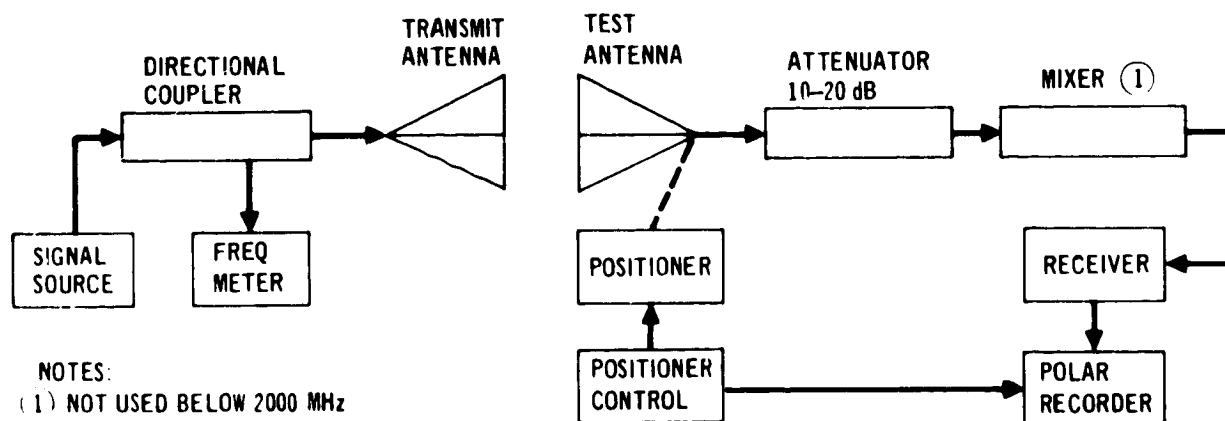 TRANSMIT
ANTENNA
TEST
ANTENNA
DIRECTIONAL
COUPLER
ATTENUATOR
10–20 dB
MIXER (1)
SIGNAL
SOURCE
FREQ
METER
POSITIONER
RECEIVER
POSITIONER
CONTROL
POLAR
RECORDER
NOTES:
(1) NOT USED BELOW 2000 MHz